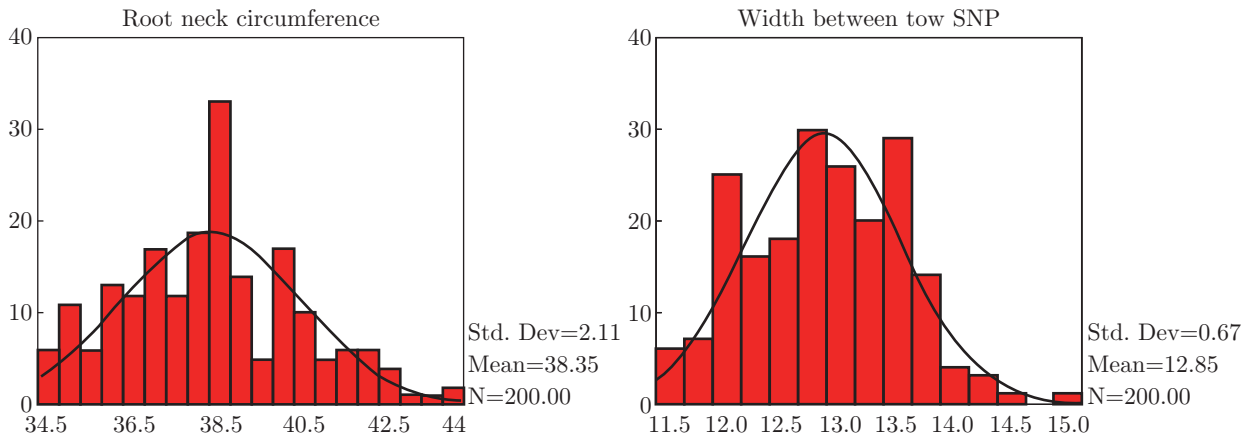 Root neck circumference
40
30
20
10
0
34.5 36.5 38.5 40.5 42.5 44
Std. Dev=2.11
Mean=38.35
N=200.00
Width between tow SNP
40
30
20
10
0
11.5 12.0 12.5 13.0 13.5 14.0 14.5 15.0
Std. Dev=0.67
Mean=12.85
N=200.00